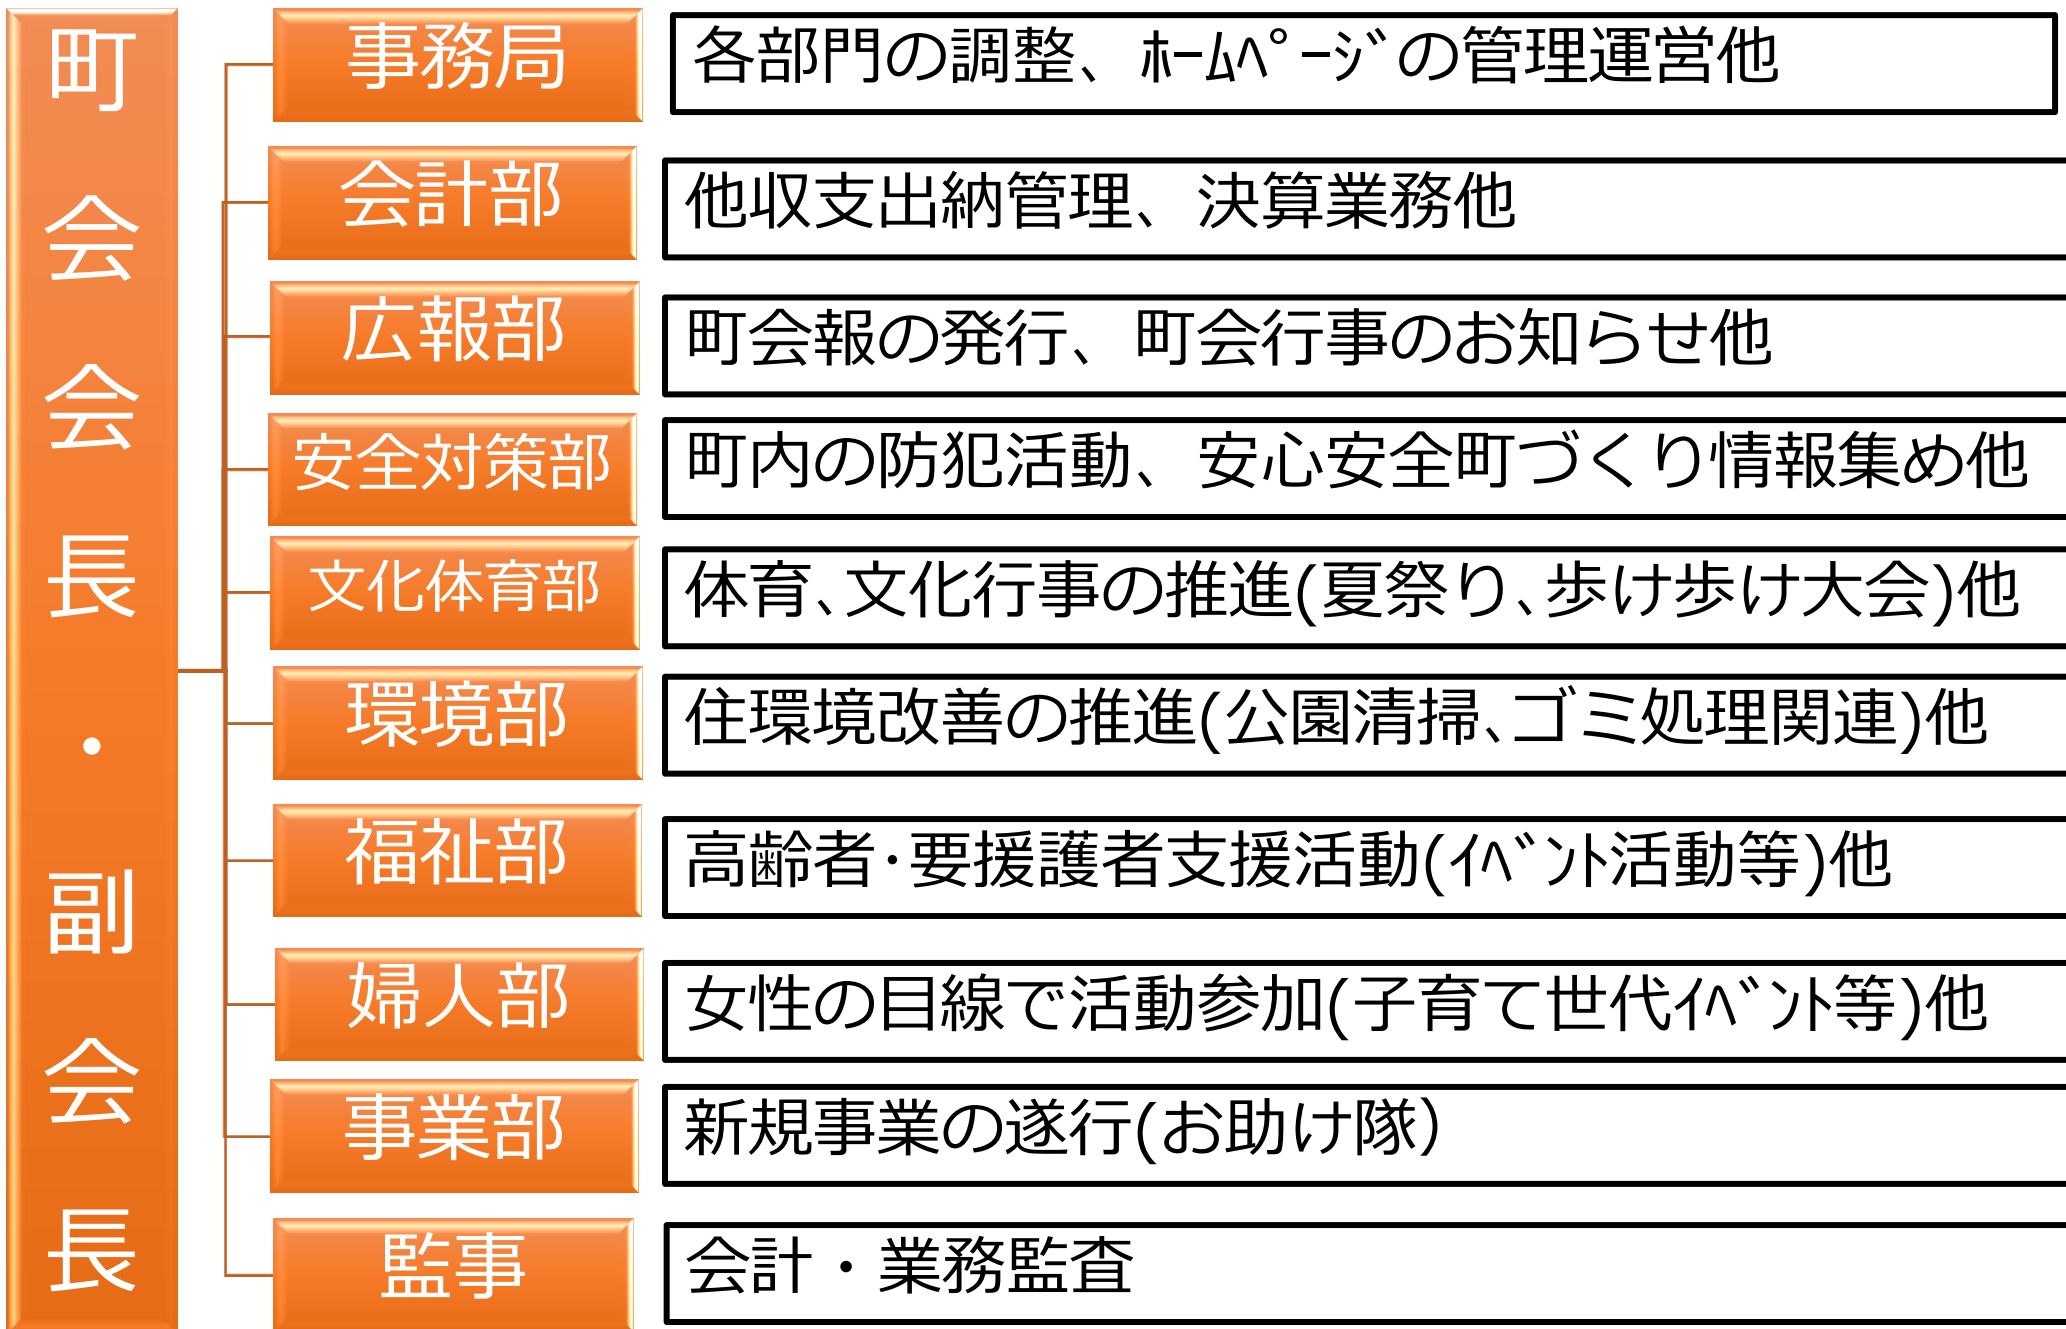 町会会長・副会長
事務局
各部門の調整、ﾎｰﾑﾍﾟｰｼﾞの管理運営他
会計部
他収支出納管理、決算業務他
広報部
町会報の発行、町会行事のお知らせ他
安全対策部
町内の防犯活動、安心安全町づくり情報集め他
文化体育部
体育､文化行事の推進(夏祭り､歩け歩け大会)他
環境部
住環境改善の推進(公園清掃､ゴミ処理関連)他
福祉部
高齢者･要援護者支援活動(ｲﾍﾞﾝﾄ活動等)他
婦人部
女性の目線で活動参加(子育て世代ｲﾍﾞﾝﾄ等)他
事業部
新規事業の遂行(お助け隊）
監事
会計・業務監査